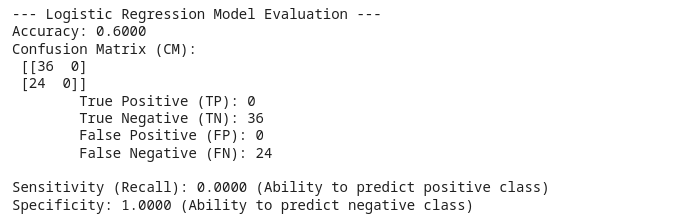 --- Logistic Regression Model Evaluation ---
Accuracy: 0.6000
Confusion Matrix (CM):
 [[36  0]
 [24  0]]
        True Positive (TP): 0
        True Negative (TN): 36
        False Positive (FP): 0
        False Negative (FN): 24

Sensitivity (Recall): 0.0000 (Ability to predict positive class)
Specificity: 1.0000 (Ability to predict negative class)